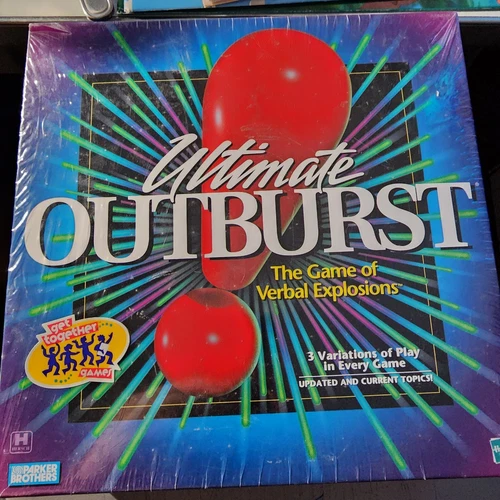 Ultimate
OUTBURST
The Game of
Verbal Explosions™
get
together
games
3 Variations of Play
in Every Game
UPDATED AND CURRENT TOPICS!
H
PARKER
BROTHERS